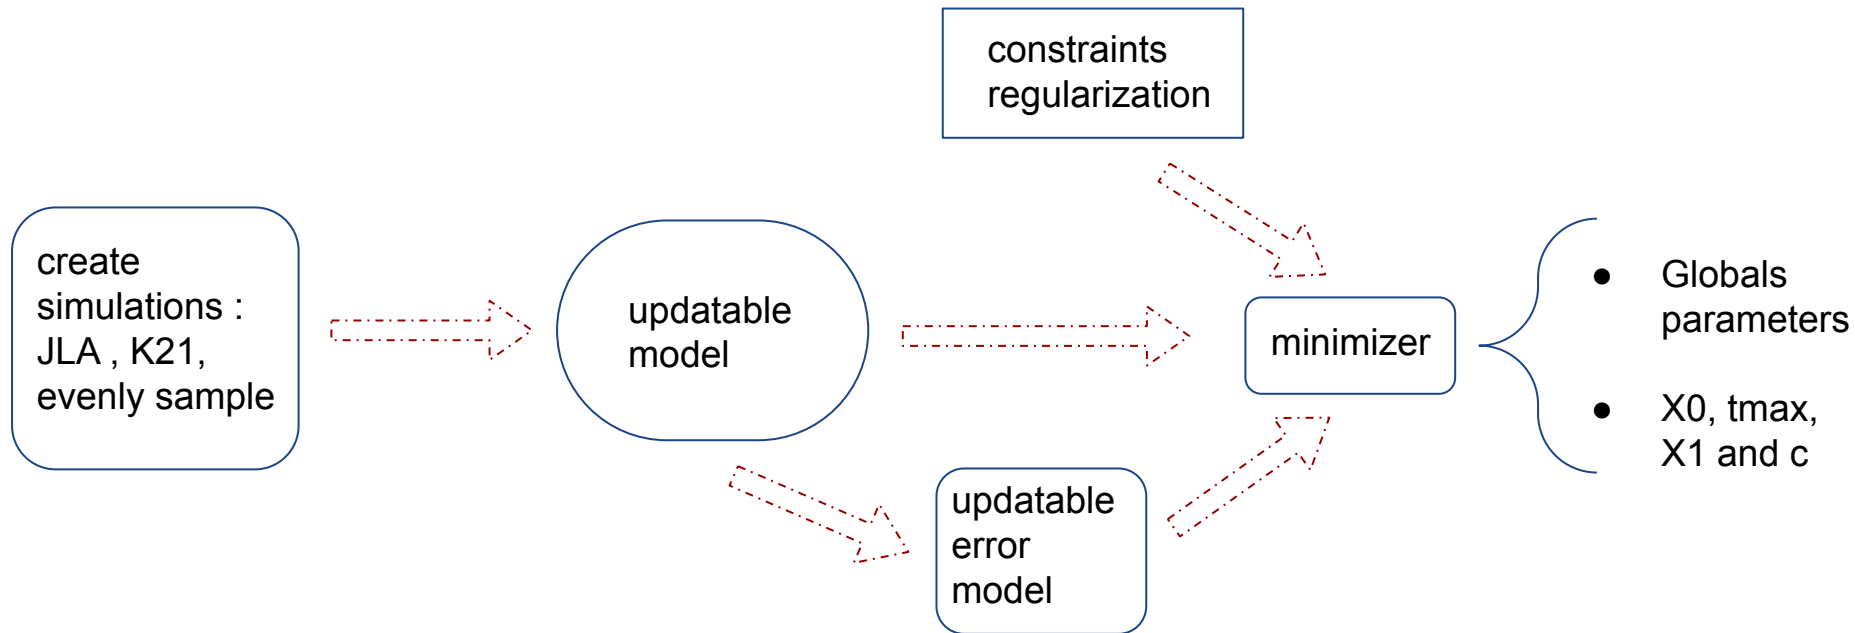 constraints
regularization
create
simulations :
JLA , K21,
evenly sample
updatable
model
minimizer
● Globals
parameters
● X0, tmax,
X1 and c
updatable
error
model